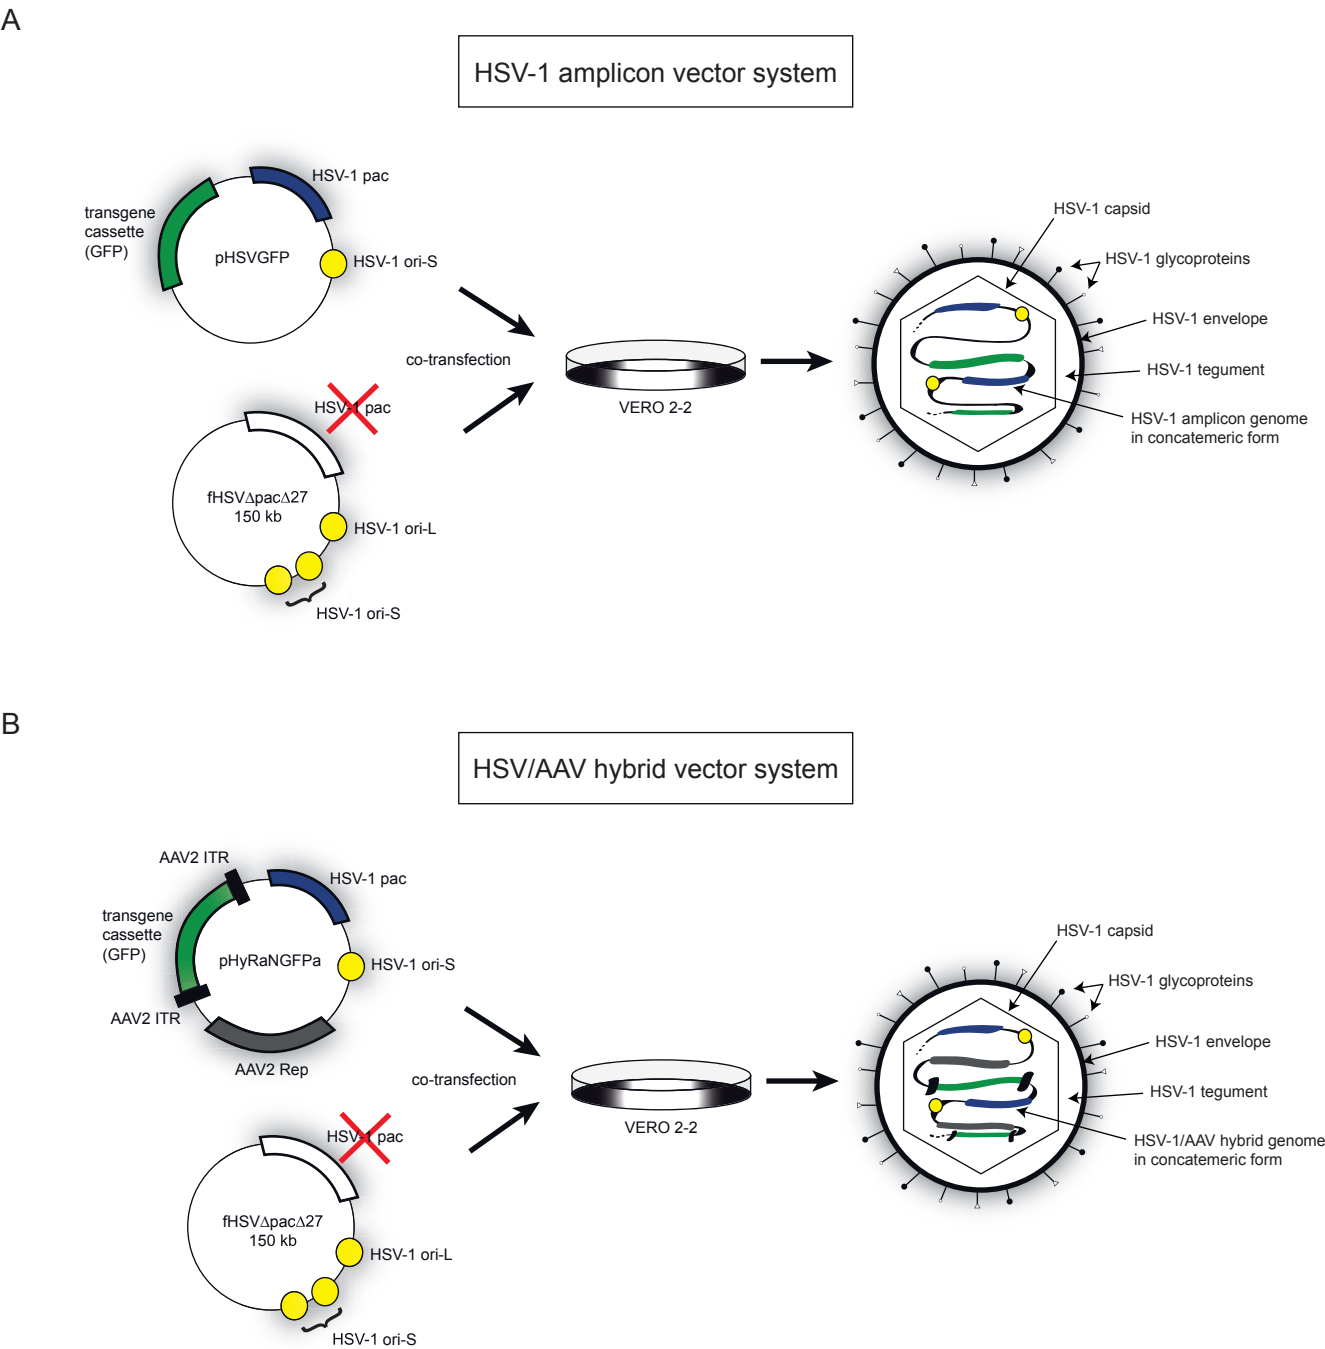 A
HSV-1 amplicon vector system
HSV-1 pac
transgene
cassette
(GFP)
pHSVGFP
HSV-1 ori-S
co-transfection
HSV-1 pac
fHSVΔpacΔ27
150 kb
HSV-1 ori-L
HSV-1 ori-S
VERO 2-2
HSV-1 capsid
HSV-1 glycoproteins
HSV-1 envelope
HSV-1 tegument
HSV-1 amplicon genome
in concatemeric form
B
HSV/AAV hybrid vector system
AAV2 ITR
HSV-1 pac
transgene
cassette
(GFP)
pHyRaNGFPa
HSV-1 ori-S
AAV2 ITR
AAV2 Rep
co-transfection
HSV-1 pac
fHSVΔpacΔ27
150 kb
HSV-1 ori-L
HSV-1 ori-S
VERO 2-2
HSV-1 capsid
HSV-1 glycoproteins
HSV-1 envelope
HSV-1 tegument
HSV-1/AAV hybrid genome
in concatemeric form